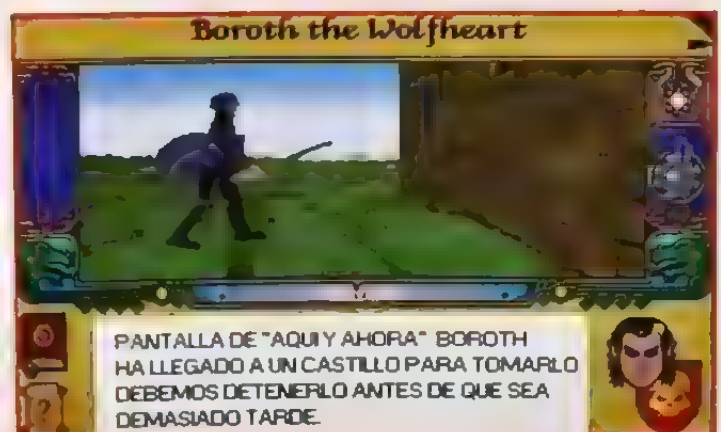 Boroth the Wolfheart
PANTALLA DE "AQUI Y AHORA" BOROTH
HA LLEGADO A UN CASTILLO PARA TOMARLO
DEBEMOS DETENERLO ANTES DE QUE SEA
DEMASIADO TARDE.
?